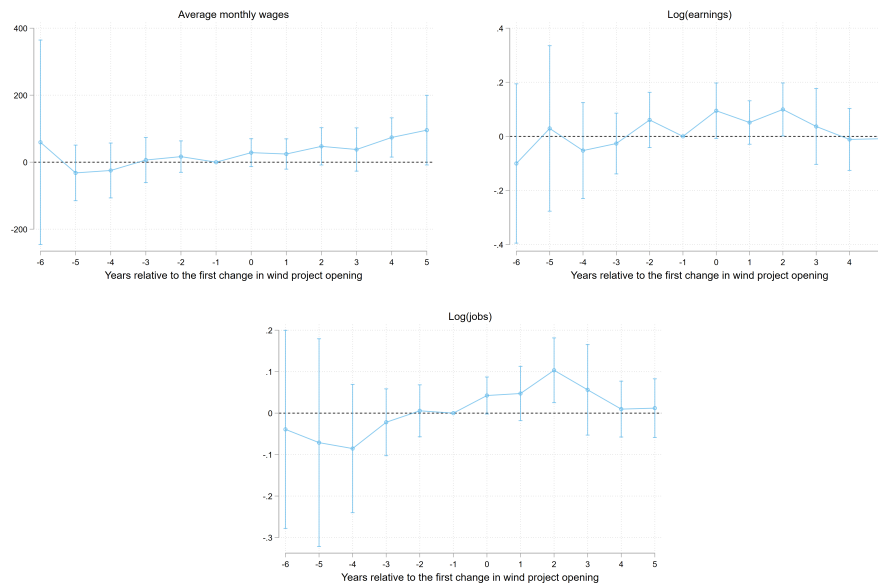 Average monthly wages
400
200
0
-200
-6 -5 -4 -3 -2 -1 0 1 2 3 4 5
Years relative to the first change in wind project opening
Log(earnings)
.4
.2
0
-.2
-.4
-6 -5 -4 -3 -2 -1 0 1 2 3 4
Years relative to the first change in wind project opening
Log(jobs)
.2
.1
0
-.1
-.2
-.3
-6 -5 -4 -3 -2 -1 0 1 2 3 4 5
Years relative to the first change in wind project opening